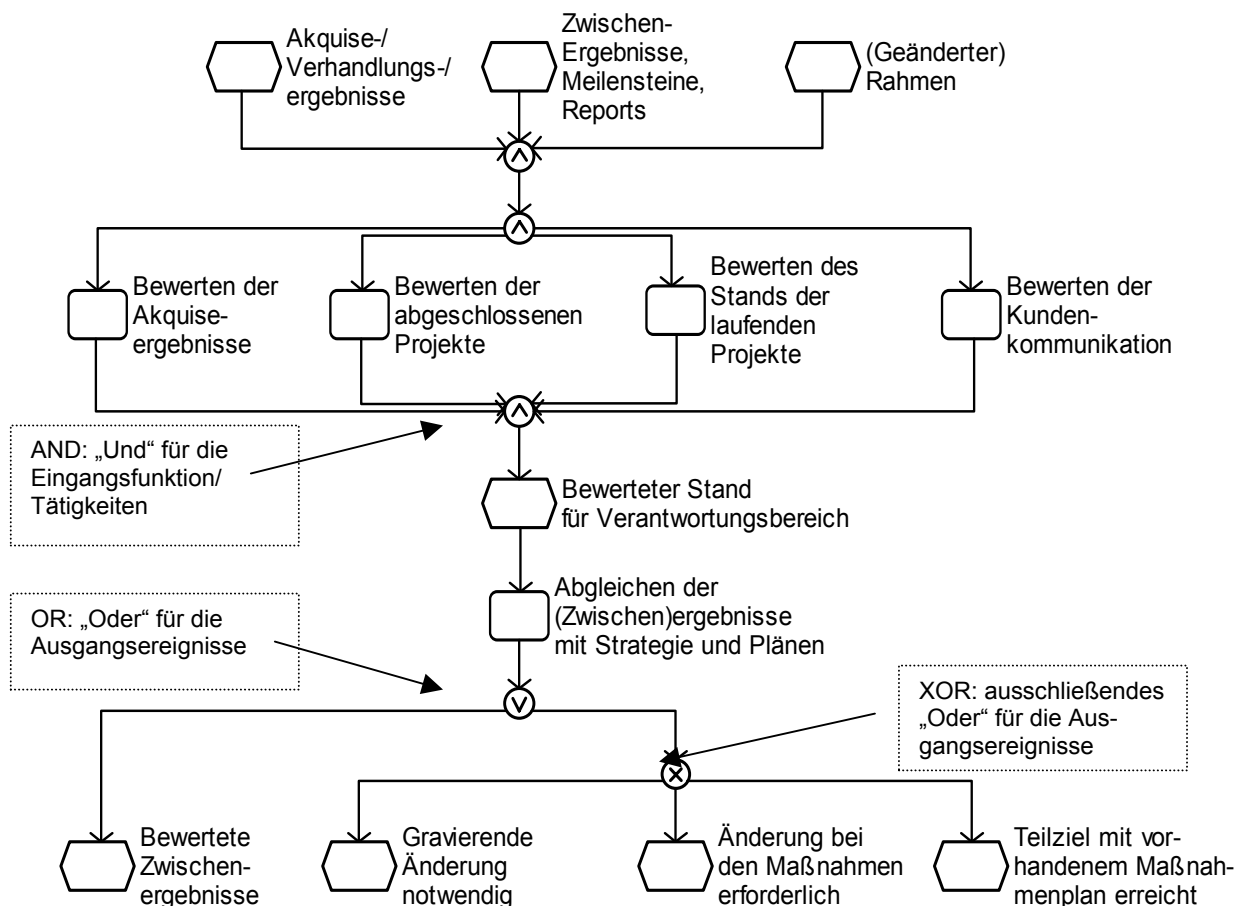 Akquise-/
Verhandlungs-/
ergebnisse
Zwischen-
Ergebnisse,
Meilensteine,
Reports
(Geänderter)
Rahmen
Bewerten der
Akquise-
ergebnisse
Bewerten der
abgeschlossenen
Projekte
Bewerten des
Stands der
laufenden
Projekte
Bewerten der
Kunden-
kommunikation
AND: „Und“ für die
Eingangsfunktion/
Tätigkeiten
Bewerteter Stand
für Verantwortungsbereich
Abgleichen der
(Zwischen)ergebnisse
mit Strategie und Plänen
OR: „Oder“ für die
Ausgangsereignisse
XOR: ausschließendes
„Oder“ für die Aus-
gangsereignisse
Bewertete
Zwischen-
ergebnisse
Gravierende
Änderung
notwendig
Änderung bei
den Maßnahmen
erforderlich
Teilziel mit vor-
handenem Maßnah-
menplan erreicht